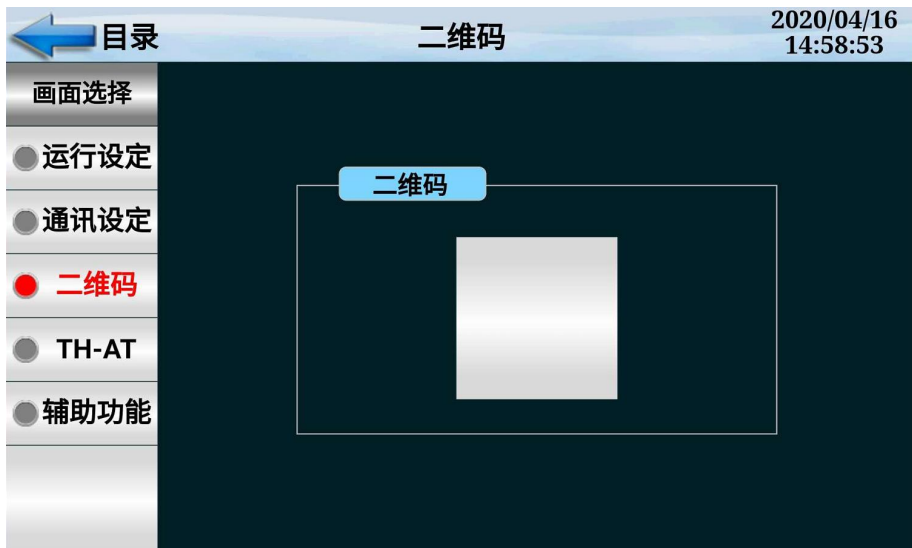 目录
二维码
2020/04/16
14:58:53
画面选择
运行设定
通讯设定
二维码
TH-AT
辅助功能
二维码